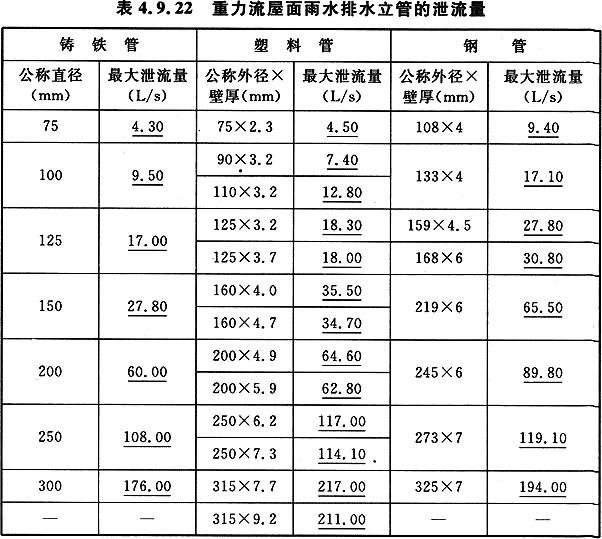 表 4.9.22 重力流屋面雨水排水立管的泄流量
铸 铁 管 塑 料 管 钢 管
公称直径 最大泄流量 公称外径× 最大泄流量 公称外径× 最大泄流量
(mm) (L/s) 壁厚(mm) (L/s) 壁厚(mm) (L/s)
75 4.30 75×2.3 4.50 108×4 9.40
100 9.50 90×3.2 7.40 133×4 17.10
110×3.2 12.80
125 17.00 125×3.2 18.30 159×4.5 27.80
125×3.7 18.00 168×6 30.80
150 27.80 160×4.0 35.50 219×6 65.50
160×4.7 34.70
200 60.00 200×4.9 64.60 245×6 89.80
200×5.9 62.80
250 108.00 250×6.2 117.00 273×7 119.10
250×7.3 114.10
300 176.00 315×7.7 217.00 325×7 194.00
— — 315×9.2 211.00 — —